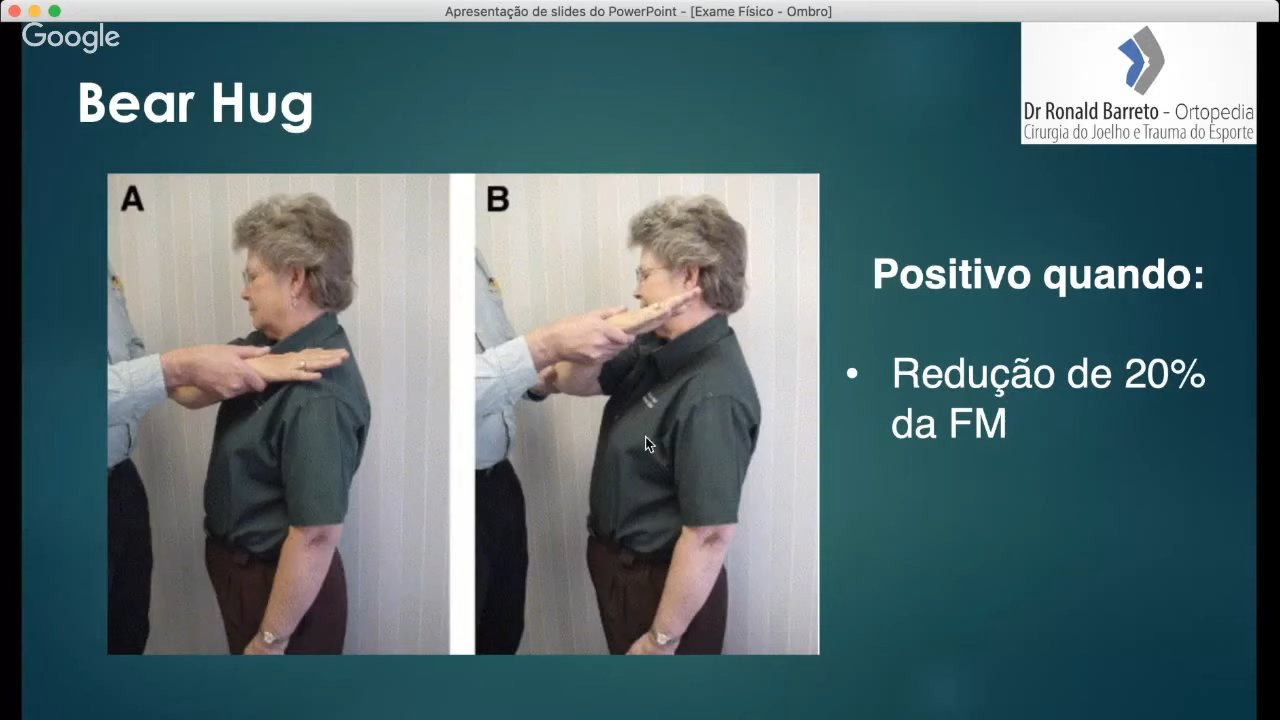 Apresentação de slides do PowerPoint - [Exame Físico - Ombro]
Google
Bear Hug
Dr Ronald Barreto - Ortopedia
Cirurgia do Joelho e Trauma do Esporte
A
B
Positivo quando:
• Redução de 20%
da FM